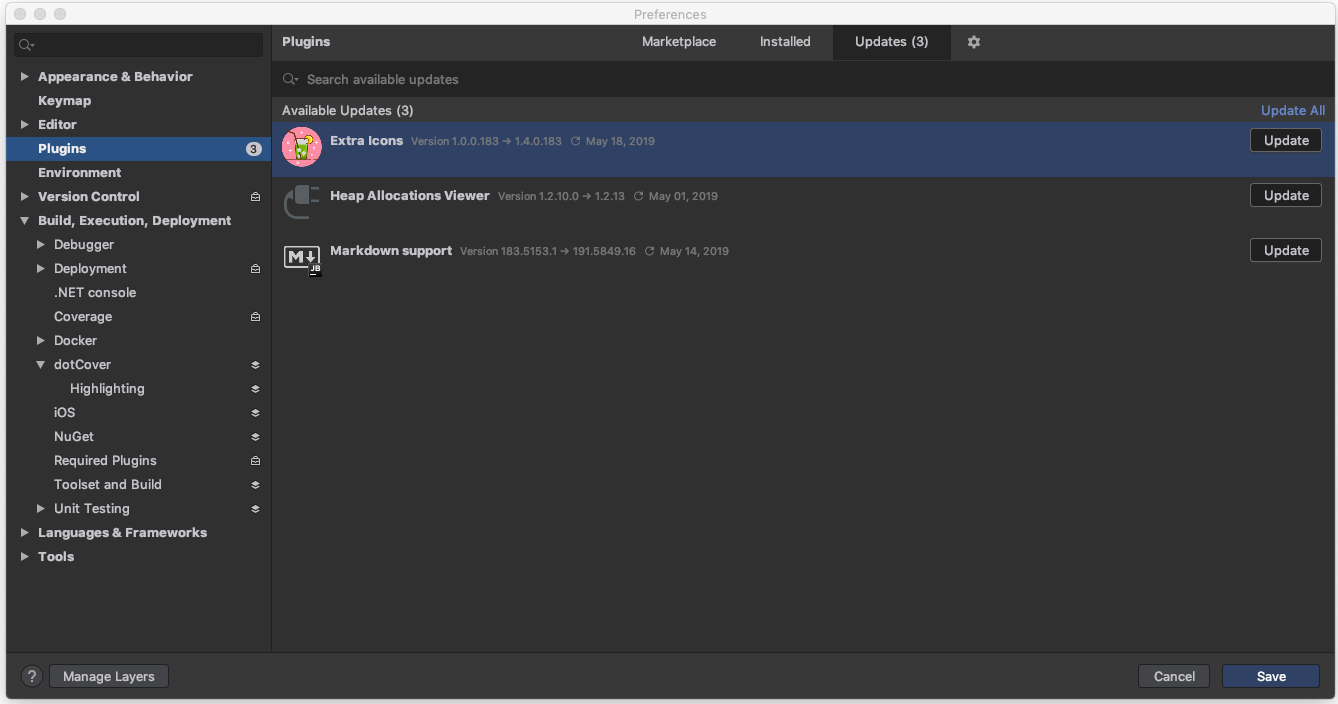 Preferences
Plugins Marketplace Installed Updates (3)
Search available updates
Available Updates (3) Update All
Extra Icons Version 1.0.0.183 → 1.4.0.183 May 18, 2019 Update
Heap Allocations Viewer Version 1.2.10.0 → 1.2.13 May 01, 2019 Update
Markdown support Version 183.5153.1 → 191.5849.16 May 14, 2019 Update
M JB
Appearance & Behavior
Keymap
Editor
Plugins 3
Environment
Version Control
Build, Execution, Deployment
Debugger
Deployment
.NET console
Coverage
Docker
dotCover
Highlighting
iOS
NuGet
Required Plugins
Toolset and Build
Unit Testing
Languages & Frameworks
Tools
? Manage Layers Cancel Save